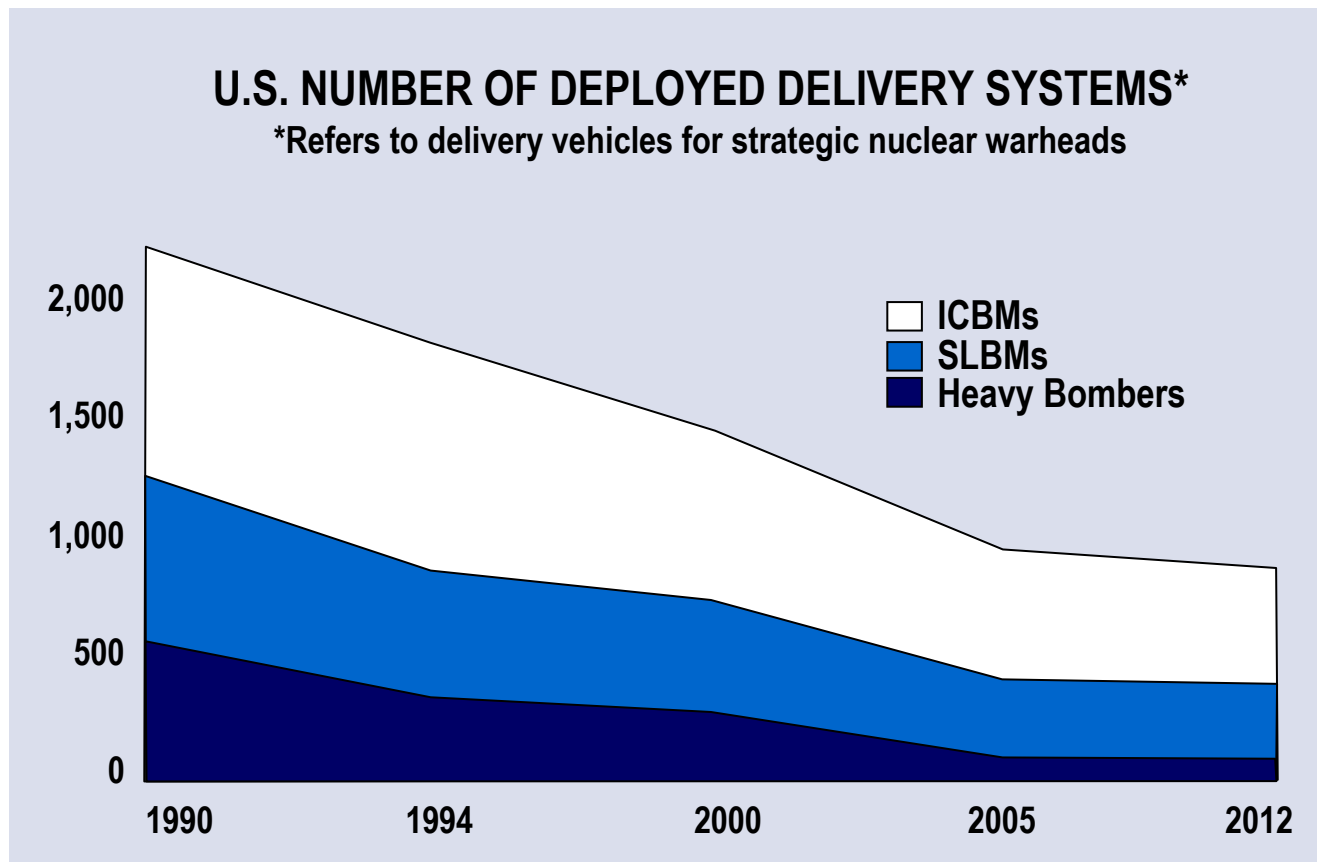 U.S. NUMBER OF DEPLOYED DELIVERY SYSTEMS*
*Refers to delivery vehicles for strategic nuclear warheads
2,000
1,500
1,000
500
0
ICBMs
SLBMs
Heavy Bombers
1990 1994 2000 2005 2012